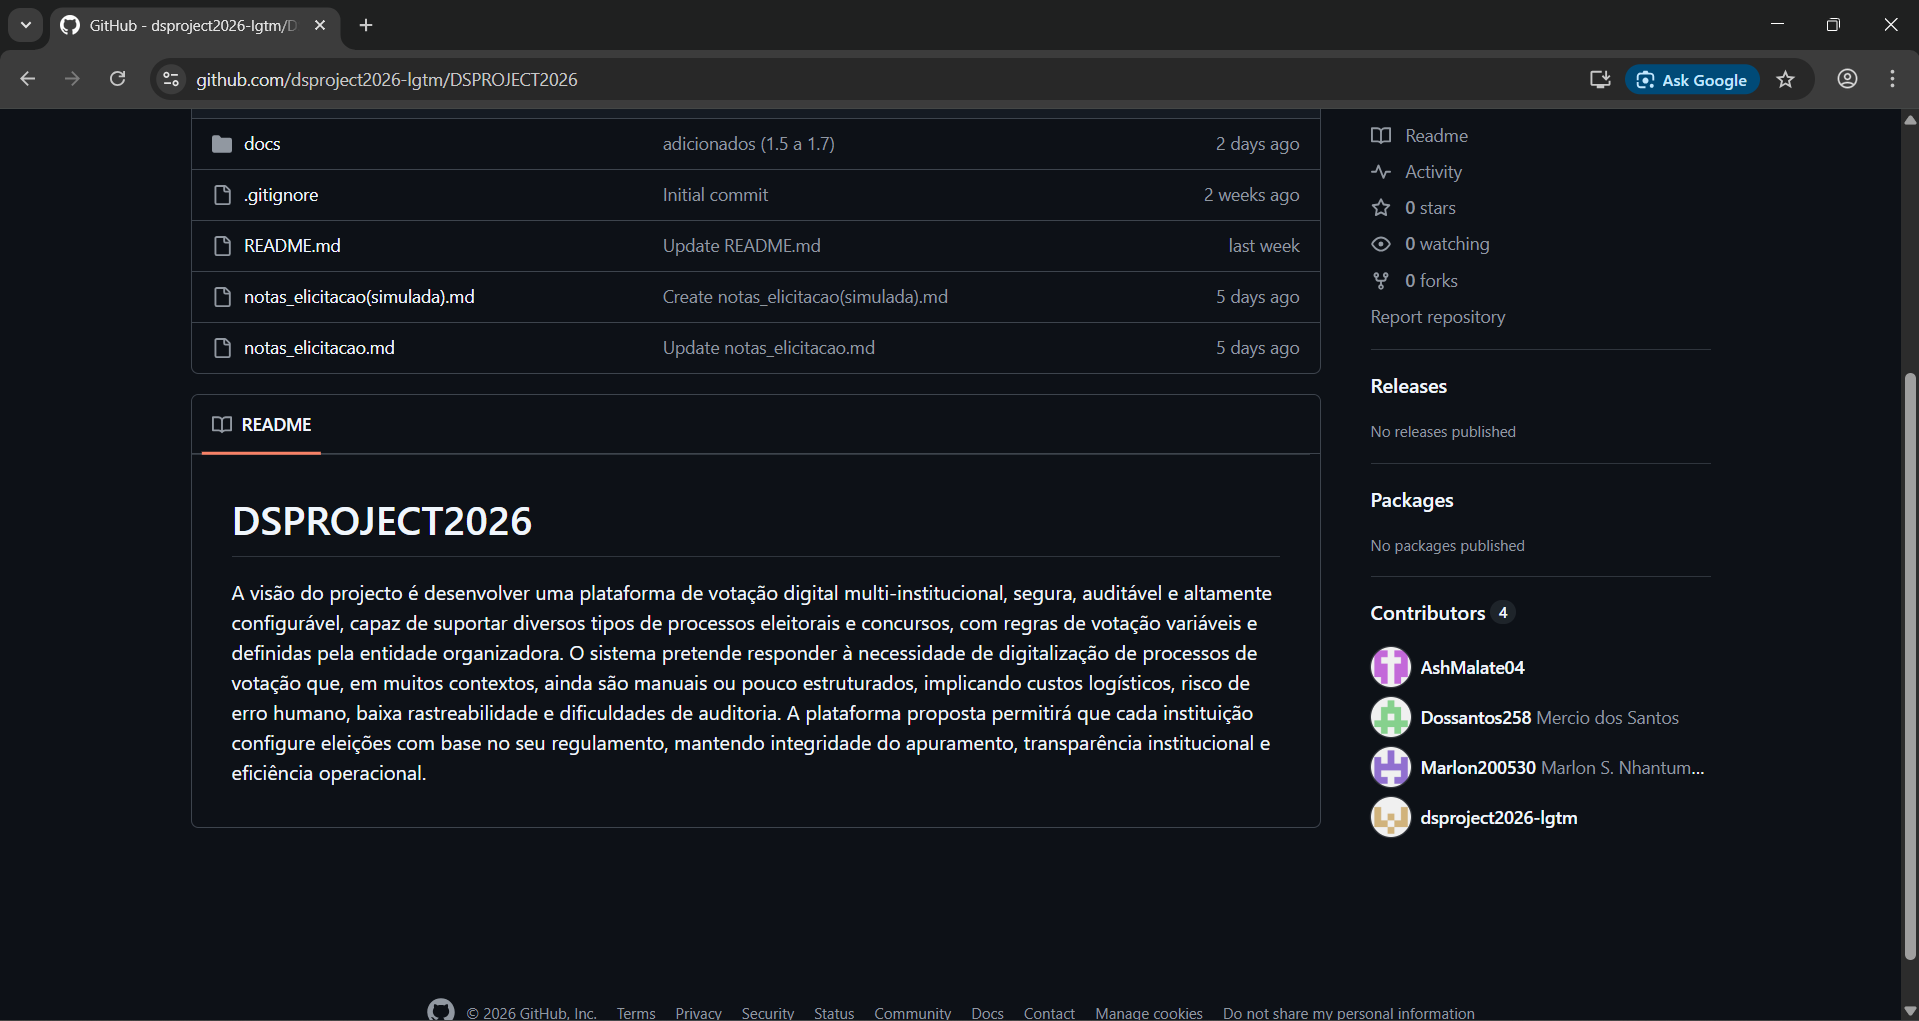 GitHub - dsproject2026-lgtm/D
github.com/dsproject2026-lgtm/DSPROJECT2026
Ask Google
docs
adicionados (1.5 a 1.7)
2 days ago
.gitignore
Initial commit
2 weeks ago
README.md
Update README.md
last week
notas_elicitacao(simulada).md
Create notas_elicitacao(simulada).md
5 days ago
notas_elicitacao.md
Update notas_elicitacao.md
5 days ago
README
DSPROJECT2026
A visão do projecto é desenvolver uma plataforma de votação digital multi-institucional, segura, auditável e altamente
configurável, capaz de suportar diversos tipos de processos eleitorais e concursos, com regras de votação variáveis e
definidas pela entidade organizadora. O sistema pretende responder à necessidade de digitalização de processos de
votação que, em muitos contextos, ainda são manuais ou pouco estruturados, implicando custos logísticos, risco de
erro humano, baixa rastreabilidade e dificuldades de auditoria. A plataforma proposta permitirá que cada instituição
configure eleições com base no seu regulamento, mantendo integridade do apuramento, transparência institucional e
eficiência operacional.
Readme
Activity
0 stars
0 watching
0 forks
Report repository
Releases
No releases published
Packages
No packages published
Contributors 4
AshMalate04
Dossantos258 Mercio dos Santos
Marlon200530 Marlon S. Nhantum...
dsproject2026-lgtm
© 2026 GitHub, Inc.
Terms
Privacy
Security
Status
Community
Docs
Contact
Manage cookies
Do not share my personal information